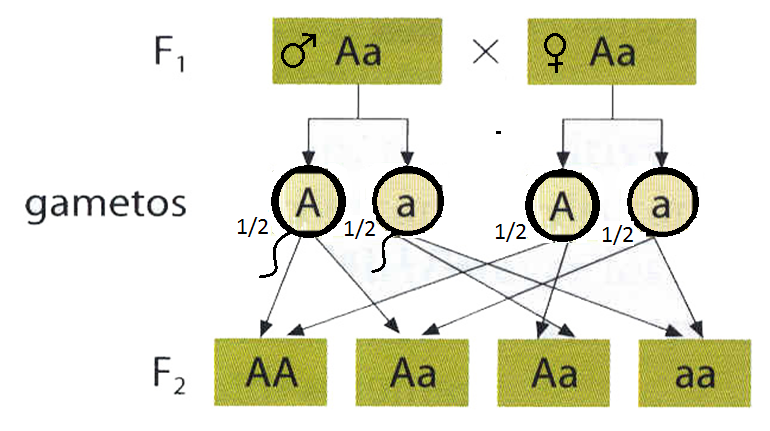 F1 ♂ Aa × ♀ Aa
gametos A a A a
1/2 1/2 1/2 1/2
F2 AA Aa Aa aa